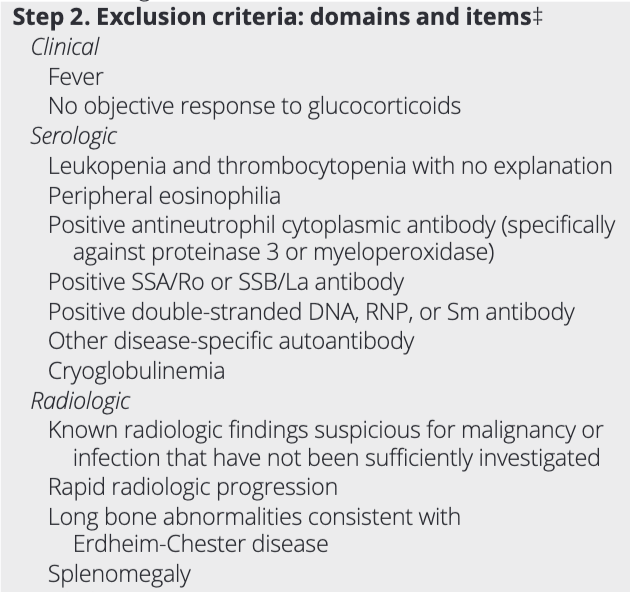 Step 2. Exclusion criteria: domains and items‡
Clinical
Fever
No objective response to glucocorticoids
Serologic
Leukopenia and thrombocytopenia with no explanation
Peripheral eosinophilia
Positive antineutrophil cytoplasmic antibody (specifically
against proteinase 3 or myeloperoxidase)
Positive SSA/Ro or SSB/La antibody
Positive double-stranded DNA, RNP, or Sm antibody
Other disease-specific autoantibody
Cryoglobulinemia
Radiologic
Known radiologic findings suspicious for malignancy or
infection that have not been sufficiently investigated
Rapid radiologic progression
Long bone abnormalities consistent with
Erdheim-Chester disease
Splenomegaly